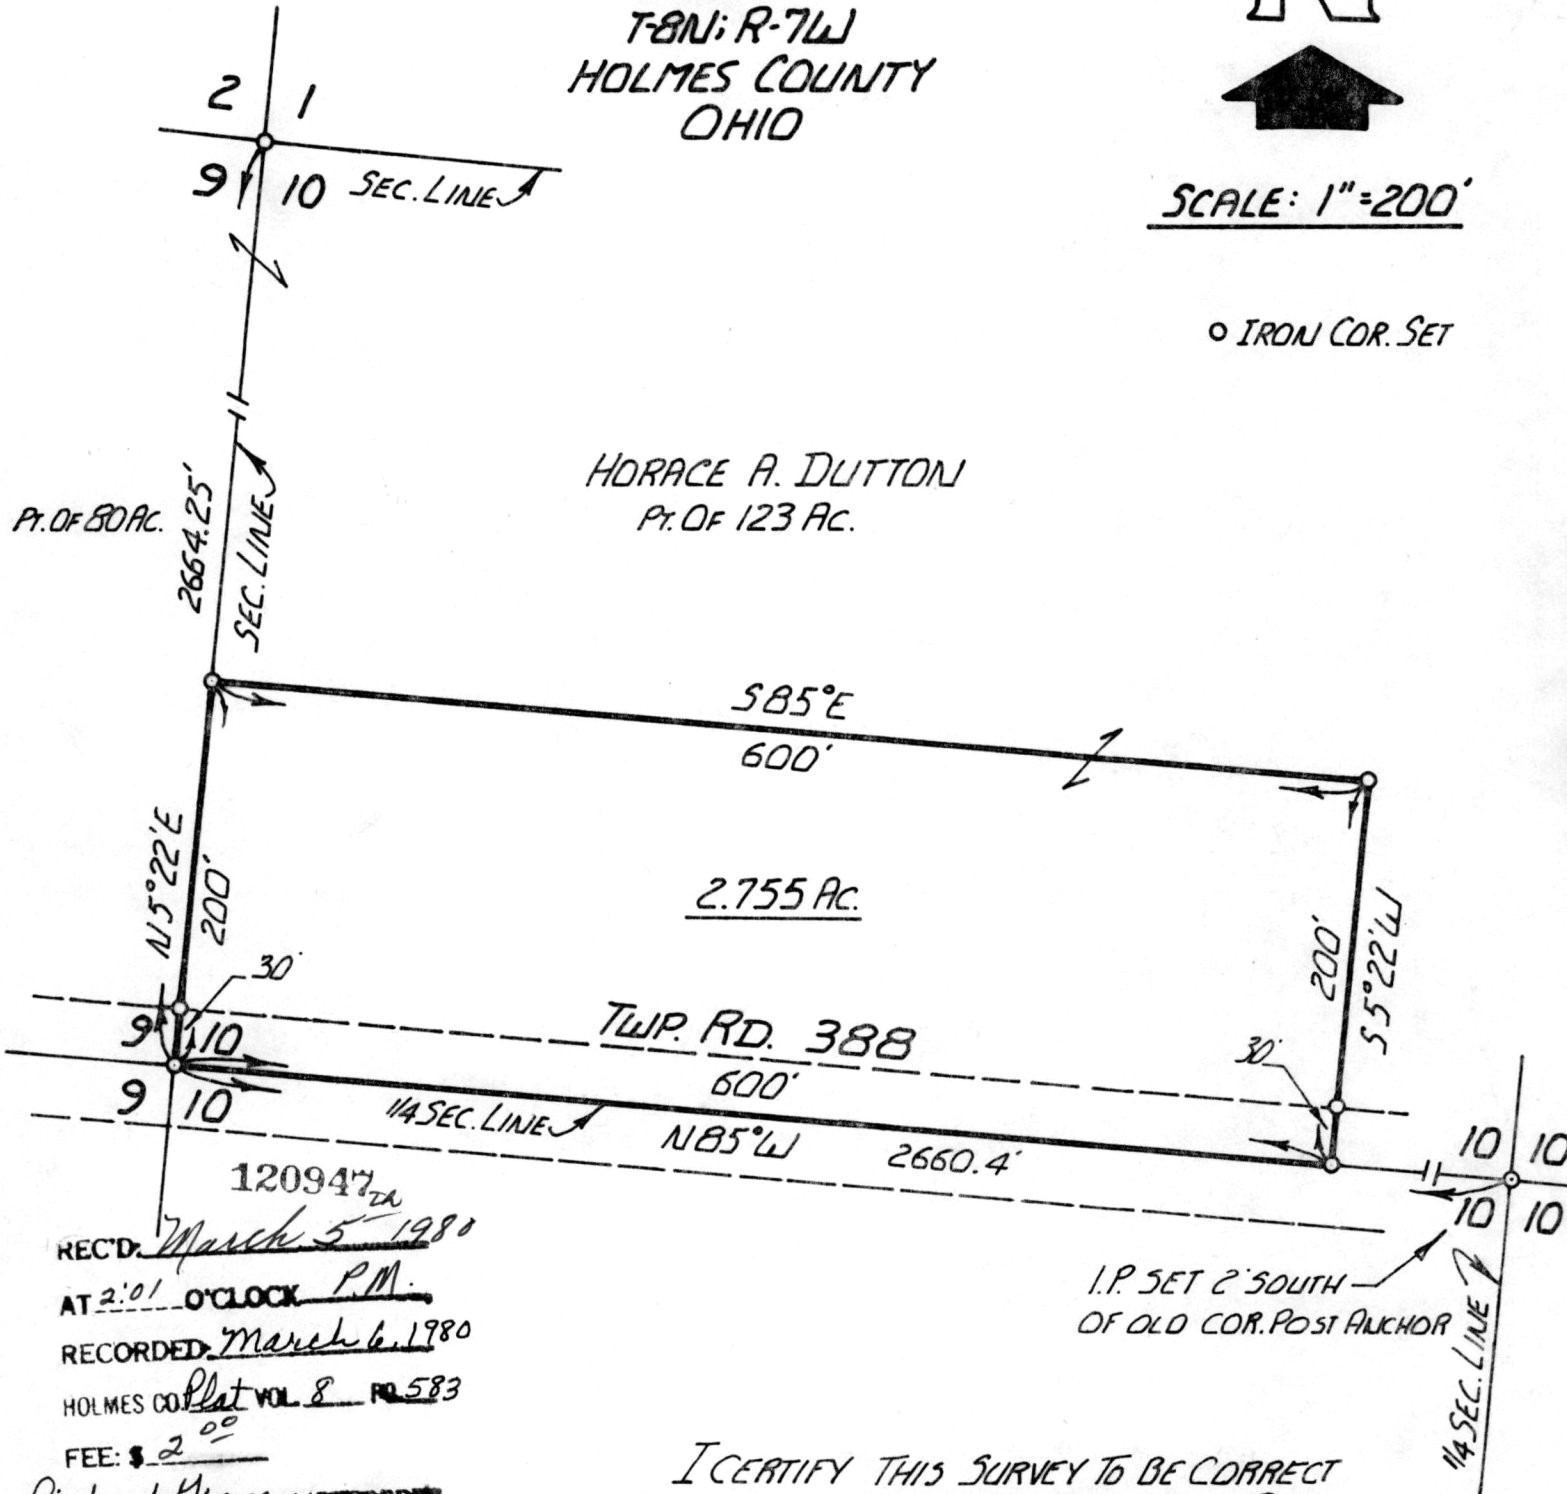 T-8N; R-7W
HOLMES COUNTY
OHIO
N
2 1
9 10 SEC. LINE
SCALE: 1"=200'
IRON COR. SET
HORACE A. DUTTON
PT. OF 123 AC.
PT. OF 80 AC.
2664.25'
SEC. LINE
S85°E
600'
N5°22'E
200'
2.755 AC.
200'
S5°22'W
30'
TWP. RD. 388
30'
9 10
600'
9 10
1/4 SEC. LINE
N85°W 2660.4'
10 10
10 10
I.P. SET 2' SOUTH
OF OLD COR. POST ANCHOR
1/4 SEC. LINE
120947
REC'D. March 5 1980
AT 2:01 O'CLOCK P.M.
RECORDED March 6, 1980
HOLMES CO. Plat VOL 8 PG. 583
FEE: $ 2 00
I CERTIFY THIS SURVEY TO BE CORRECT